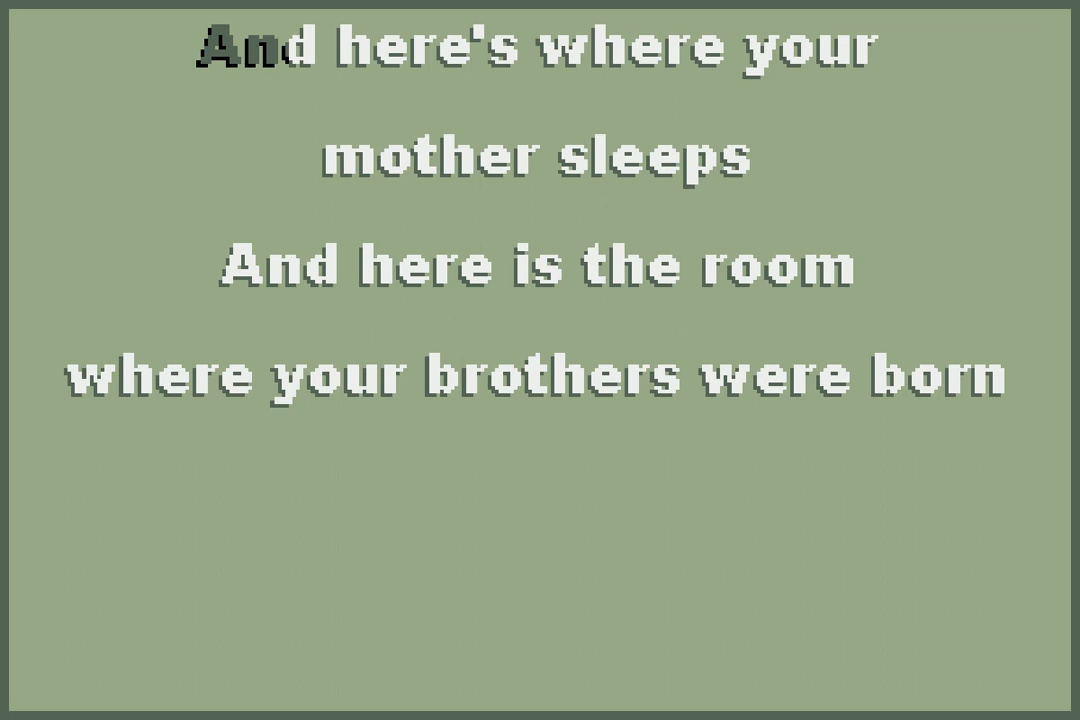 And here's where your
mother sleeps
And here is the room
where your brothers were born